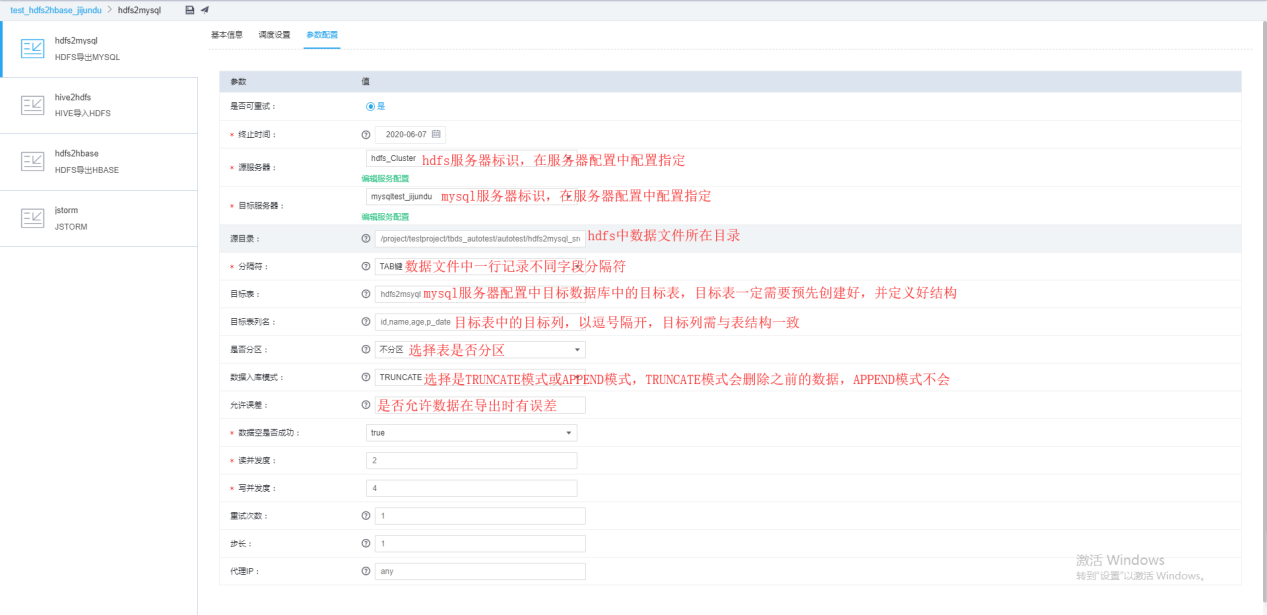 test_hdfs2hbase_jijundu > hdfs2mysql
hdfs2mysql
HDFS导出MYSQL
hive2hdfs
HIVE导入HDFS
hdfs2hbase
HDFS导出HBASE
jstorm
JSTORM
基本信息 调度设置 参数配置
参数 值
是否可重试： 是
* 终止时间： 2020-06-07
* 源服务器： hdfs_Cluster hdfs服务器标识，在服务器配置中配置指定
编辑服务配置
* 目标服务器： mysqltest_jijundu mysql服务器标识，在服务器配置中配置指定
编辑服务配置
源目录： /project/testproject/tbds_autotest/autotest/hdfs2mysql_sr hdfs中数据文件所在目录
* 分隔符： TAB键 数据文件中一行记录不同字段分隔符
目标表： hdfs2msyql mysql服务器配置中目标数据库中的目标表，目标表一定需要预先创建好，并定义好结构
目标表列名： id,name,age,p_date 目标表中的目标列，以逗号隔开，目标列需与表结构一致
是否分区： 不分区 选择表是否分区
数据入库模式： TRUNCATE 选择是TRUNCATE模式或APPEND模式，TRUNCATE模式会删除之前的数据，APPEND模式不会
允许误差： 是否允许数据在导出时有误差
* 数据空是否成功： true
* 读并发度： 2
* 写并发度： 4
重试次数： 1
步长： 1
代理IP： any
激活 Windows
转到"设置"以激活 Windows。